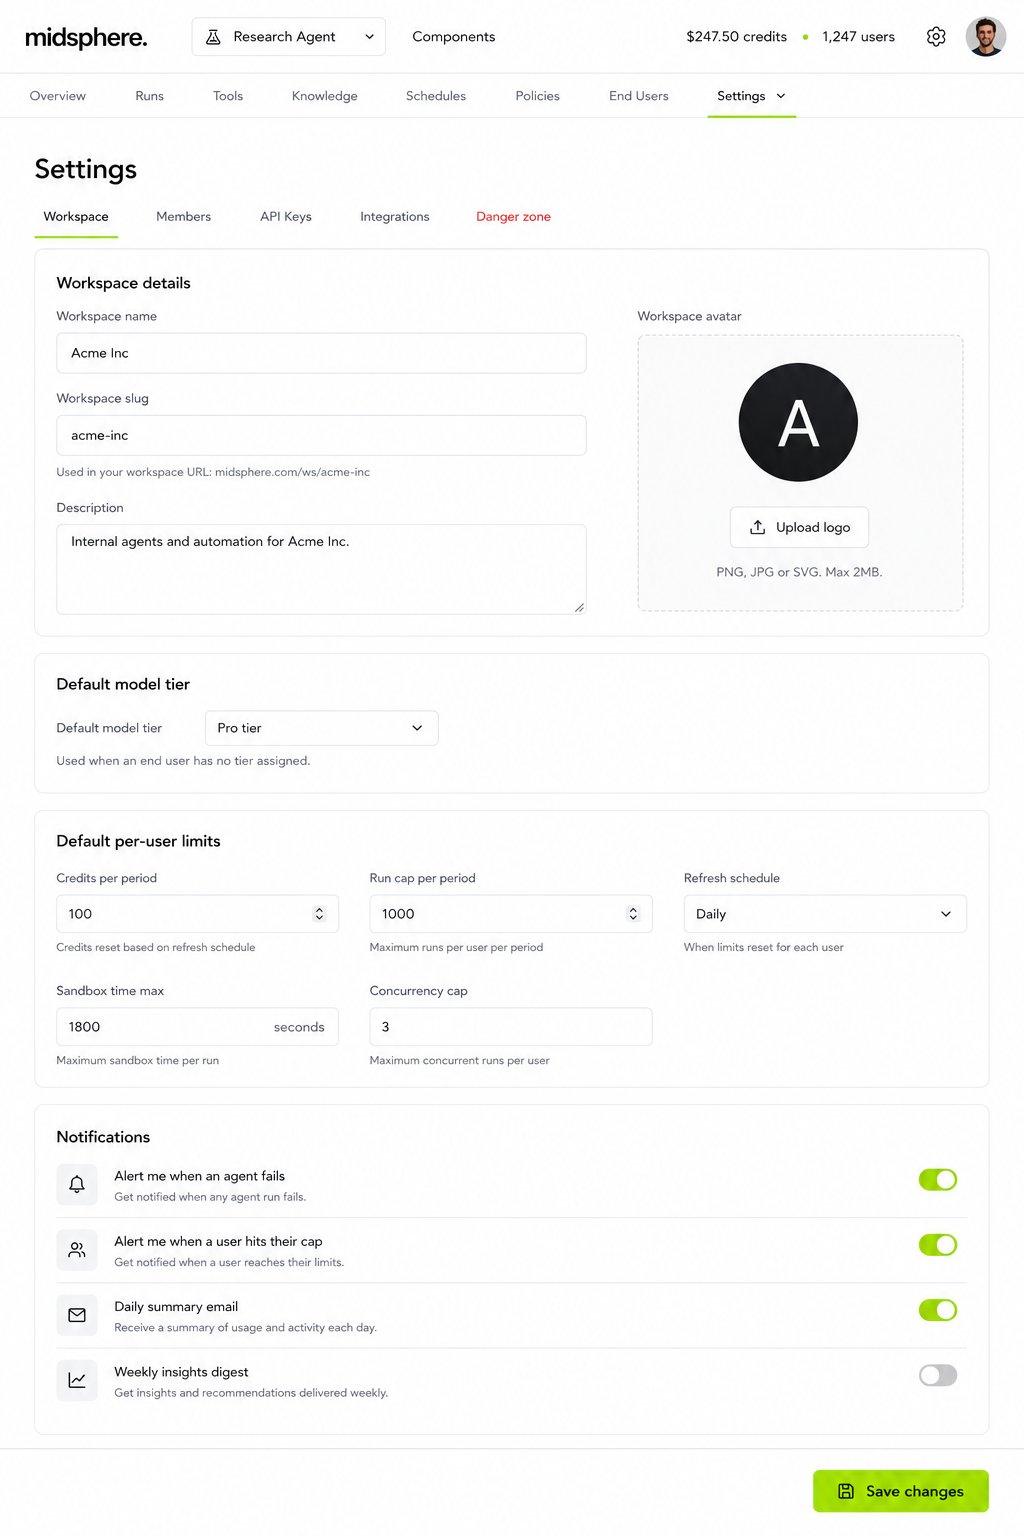 midsphere.
Research Agent
Components
$247.50 credits
1,247 users
Overview
Runs
Tools
Knowledge
Schedules
Policies
End Users
Settings
Settings
Workspace
Members
API Keys
Integrations
Danger zone
Workspace details
Workspace name
Acme Inc
Workspace slug
acme-inc
Used in your workspace URL: midsphere.com/ws/acme-inc
Description
Internal agents and automation for Acme Inc.
Workspace avatar
A
Upload logo
PNG, JPG or SVG. Max 2MB.
Default model tier
Default model tier
Pro tier
Used when an end user has no tier assigned.
Default per-user limits
Credits per period
100
Credits reset based on refresh schedule
Run cap per period
1000
Maximum runs per user per period
Refresh schedule
Daily
When limits reset for each user
Sandbox time max
1800 seconds
Maximum sandbox time per run
Concurrency cap
3
Maximum concurrent runs per user
Notifications
Alert me when an agent fails
Get notified when any agent run fails.
Alert me when a user hits their cap
Get notified when a user reaches their limits.
Daily summary email
Receive a summary of usage and activity each day.
Weekly insights digest
Get insights and recommendations delivered weekly.
Save changes